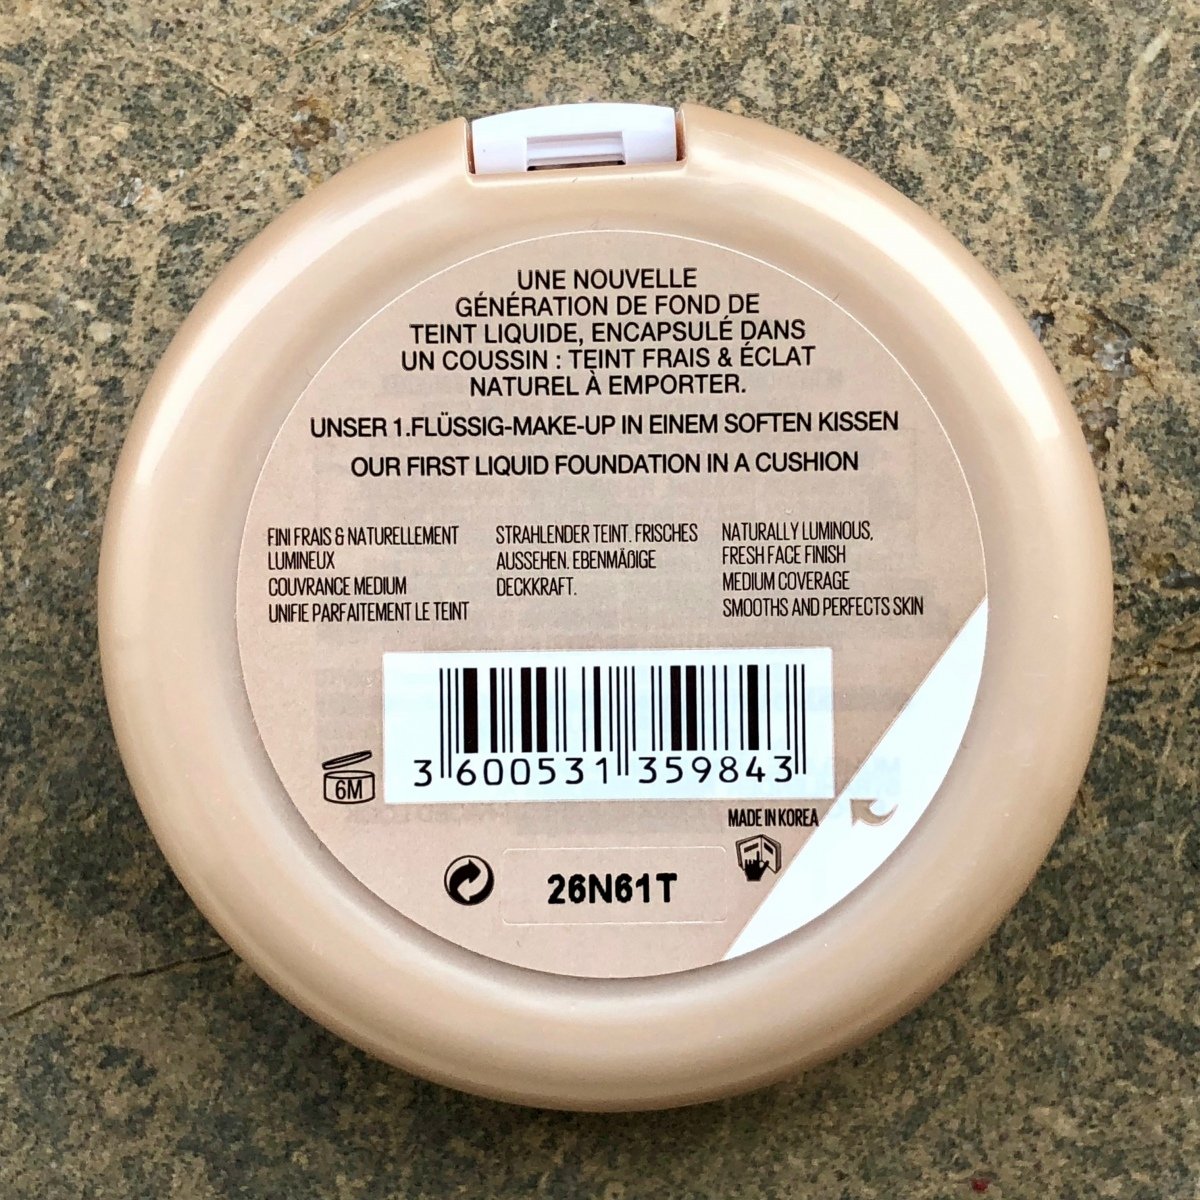 UNE NOUVELLE
GÉNÉRATION DE FOND DE
TEINT LIQUIDE, ENCAPSULÉ DANS
UN COUSSIN : TEINT FRAIS & ÉCLAT
NATUREL À EMPORTER.
UNSER 1.FLÜSSIG-MAKE-UP IN EINEM SOFTEN KISSEN
OUR FIRST LIQUID FOUNDATION IN A CUSHION
FINI FRAIS & NATURELLEMENT
LUMINEUX
COUVRANCE MEDIUM
UNIFIE PARFAITEMENT LE TEINT
STRAHLENDER TEINT. FRISCHES
AUSSEHEN. EBENMÄßIGE
DECKKRAFT.
NATURALLY LUMINOUS,
FRESH FACE FINISH
MEDIUM COVERAGE
SMOOTHS AND PERFECTS SKIN
3 600531 359843
6M
MADE IN KOREA
26N61T